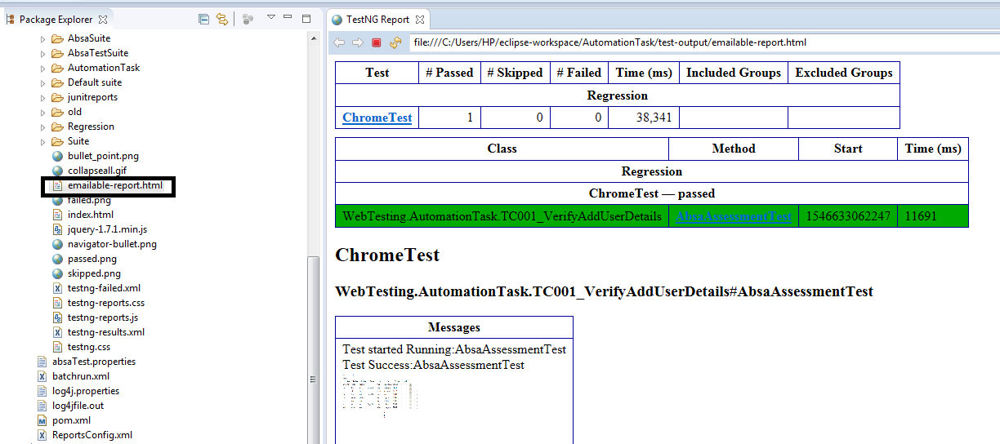 Package Explorer
AbsaSuite
AbsaTestSuite
AutomationTask
Default suite
junitreports
old
Regression
Suite
bullet_point.png
collapseall.gif
emailable-report.html
failed.png
index.html
jquery-1.7.1.min.js
navigator-bullet.png
passed.png
skipped.png
testng-failed.xml
testng-reports.css
testng-reports.js
testng-results.xml
testng.css
absaTest.properties
batchrun.xml
log4j.properties
log4jfile.out
pom.xml
ReportsConfig.xml
TestNG Report
file:///C:/Users/HP/eclipse-workspace/AutomationTask/test-output/emailable-report.html
Test # Passed # Skipped # Failed Time (ms) Included Groups Excluded Groups
Regression
ChromeTest 1 0 0 38,341
Class Method Start Time (ms)
Regression
ChromeTest — passed
WebTesting.AutomationTask.TC001_VerifyAddUserDetails AbsaAssessmentTest 1546633062247 11691
ChromeTest
WebTesting.AutomationTask.TC001_VerifyAddUserDetails#AbsaAssessmentTest
Messages
Test started Running:AbsaAssessmentTest
Test Success:AbsaAssessmentTest